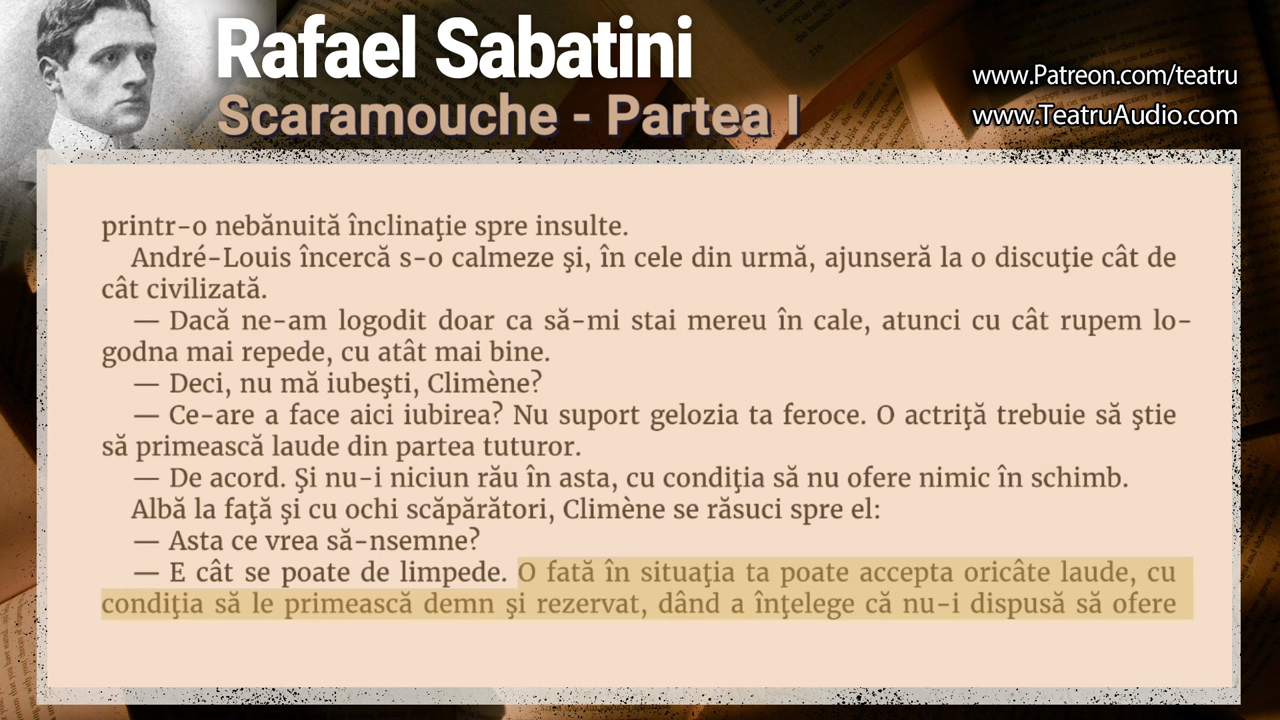 Rafael Sabatini
Scaramouche - Partea I
www.Patreon.com/teatru
www.TeatruAudio.com
printr-o nebănuită înclinaţie spre insulte.
André-Louis încercă s-o calmeze şi, în cele din urmă, ajunseră la o discuţie cât de
cât civilizată.
— Dacă ne-am logodit doar ca să-mi stai mereu în cale, atunci cu cât rupem lo-
godna mai repede, cu atât mai bine.
— Deci, nu mă iubeşti, Climène?
— Ce-are a face aici iubirea? Nu suport gelozia ta feroce. O actriţă trebuie să ştie
să primească laude din partea tuturor.
— De acord. Şi nu-i niciun rău în asta, cu condiţia să nu ofere nimic în schimb.
Albă la faţă şi cu ochi scăpărători, Climène se răsuci spre el:
— Asta ce vrea să-nsemne?
— E cât se poate de limpede. O fată în situaţia ta poate accepta oricâte laude, cu
condiţia să le primească demn şi rezervat, dând a înţelege că nu-i dispusă să ofere